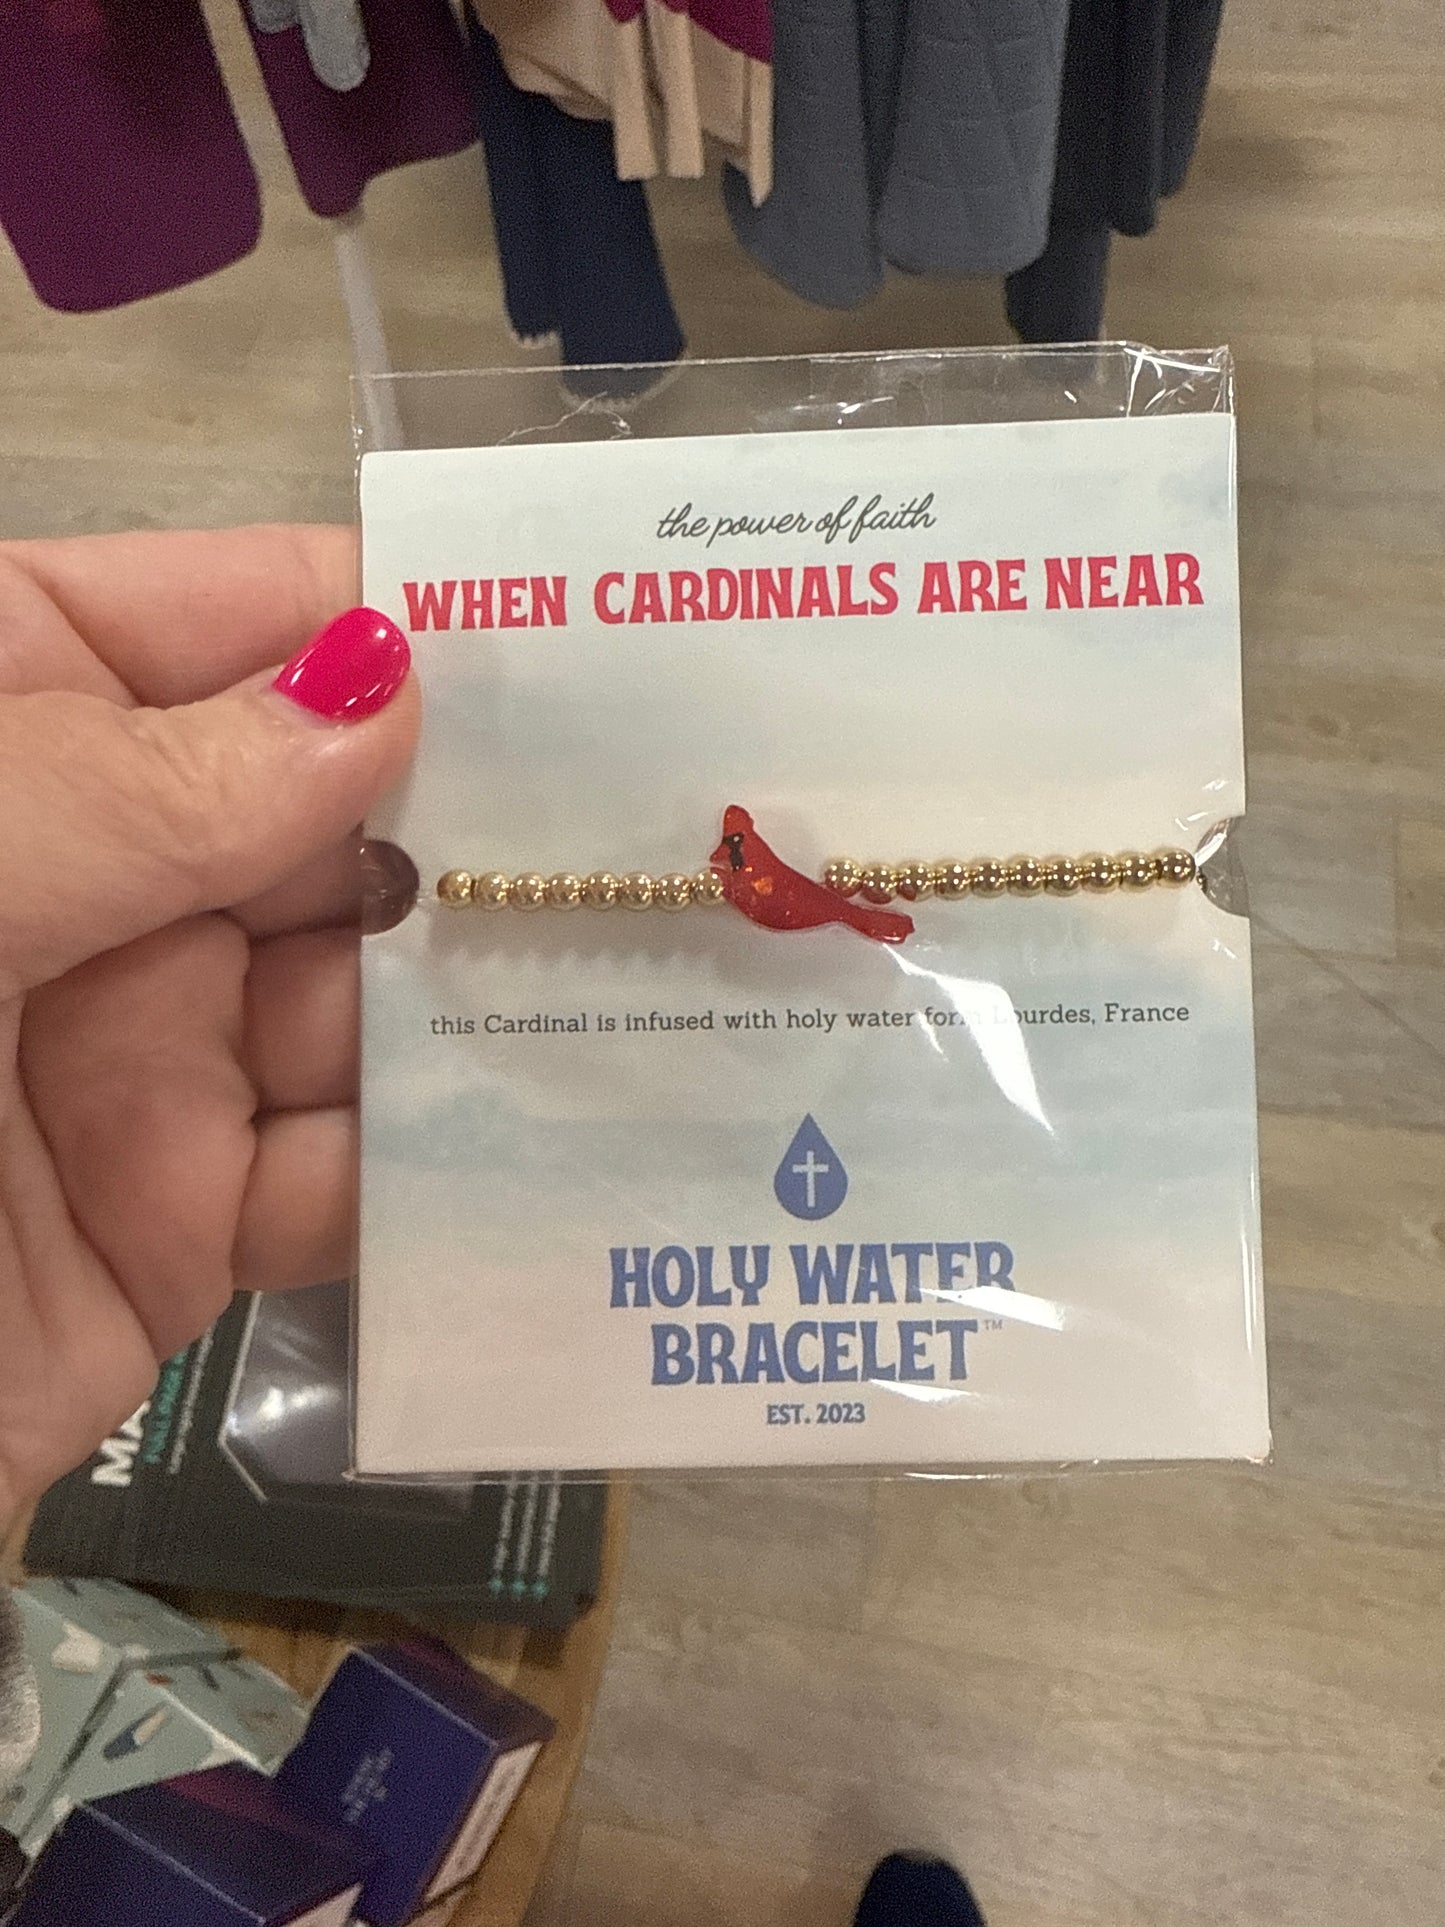 the power of faith
WHEN CARDINALS ARE NEAR
this Cardinal is infused with holy water form Lourdes, France
HOLY WATER
BRACELET™
EST. 2023
MA